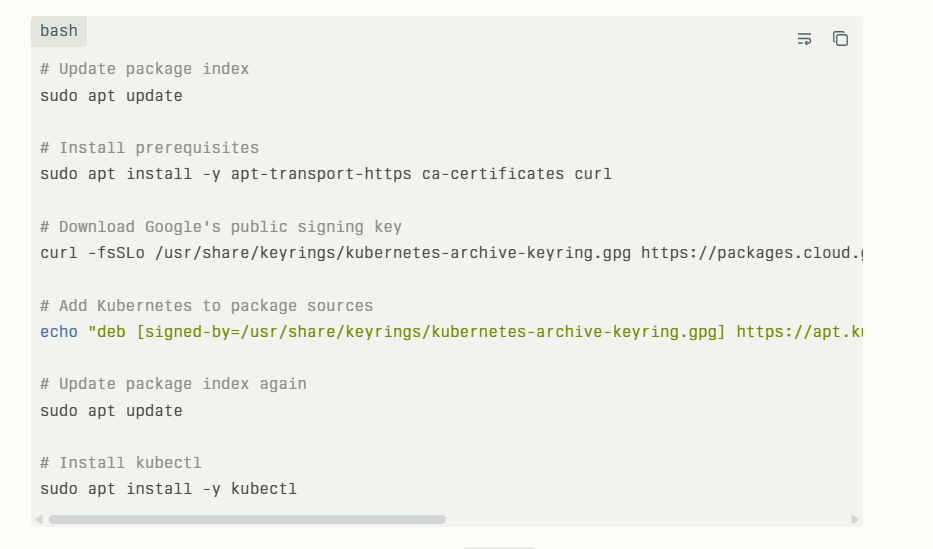 bash
# Update package index
sudo apt update
# Install prerequisites
sudo apt install -y apt-transport-https ca-certificates curl
# Download Google's public signing key
curl -fsSLo /usr/share/keyrings/kubernetes-archive-keyring.gpg https://packages.cloud.
# Add Kubernetes to package sources
echo "deb [signed-by=/usr/share/keyrings/kubernetes-archive-keyring.gpg] https://apt.k
# Update package index again
sudo apt update
# Install kubectl
sudo apt install -y kubectl